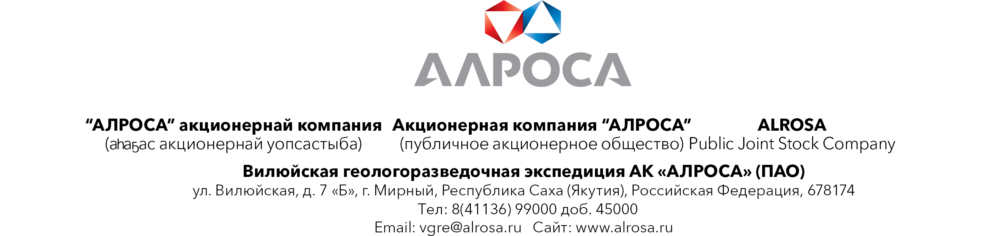 АЛРОСА
“АЛРОСА” акционернай компания Акционерная компания “АЛРОСА” ALROSA
(аһаҕас акционернай уопсастыба) (публичное акционерное общество) Public Joint Stock Company
Вилюйская геологоразведочная экспедиция АК «АЛРОСА» (ПАО)
ул. Вилюйская, д. 7 «Б», г. Мирный, Республика Саха (Якутия), Российская Федерация, 678174
Тел: 8(41136) 99000 доб. 45000
Email: vgre@alrosa.ru Сайт: www.alrosa.ru